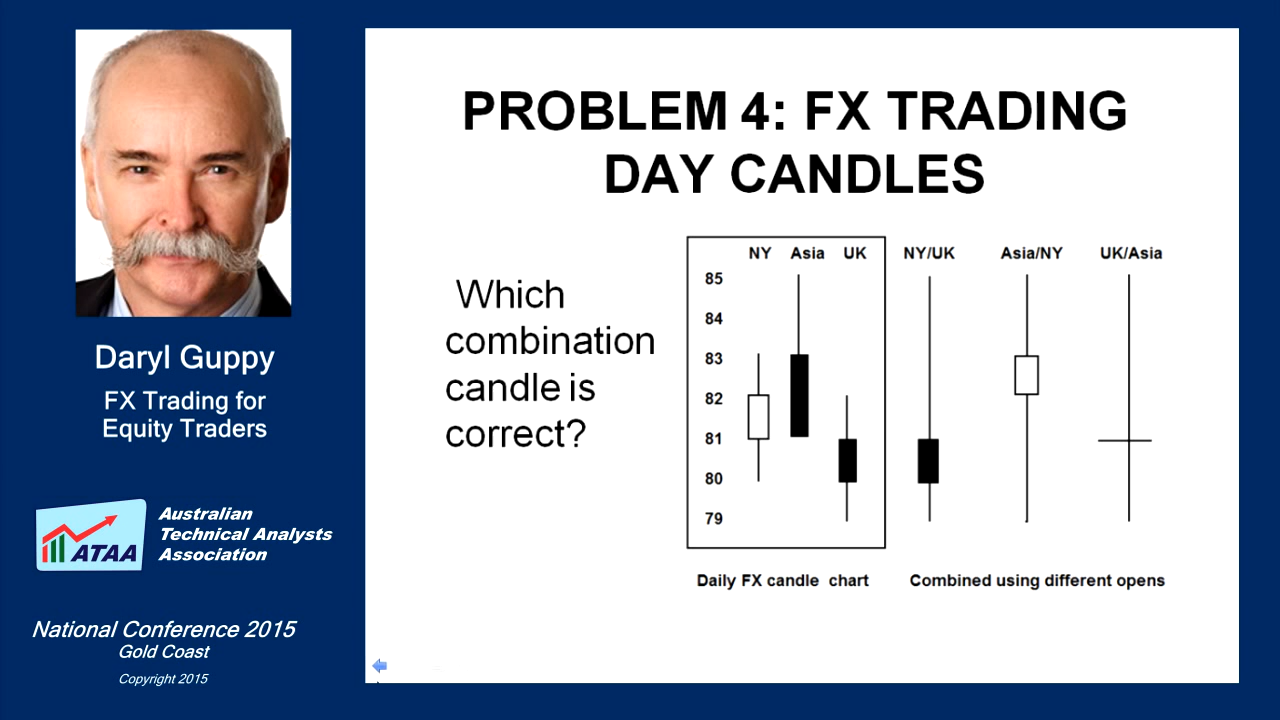 PROBLEM 4: FX TRADING
DAY CANDLES
Which
combination
candle is
correct?
NY Asia UK
85
84
83
82
81
80
79
NY/UK Asia/NY UK/Asia
Daily FX candle chart
Combined using different opens
Daryl Guppy
FX Trading for
Equity Traders
ATAA
Australian
Technical Analysts
Association
National Conference 2015
Gold Coast
Copyright 2015